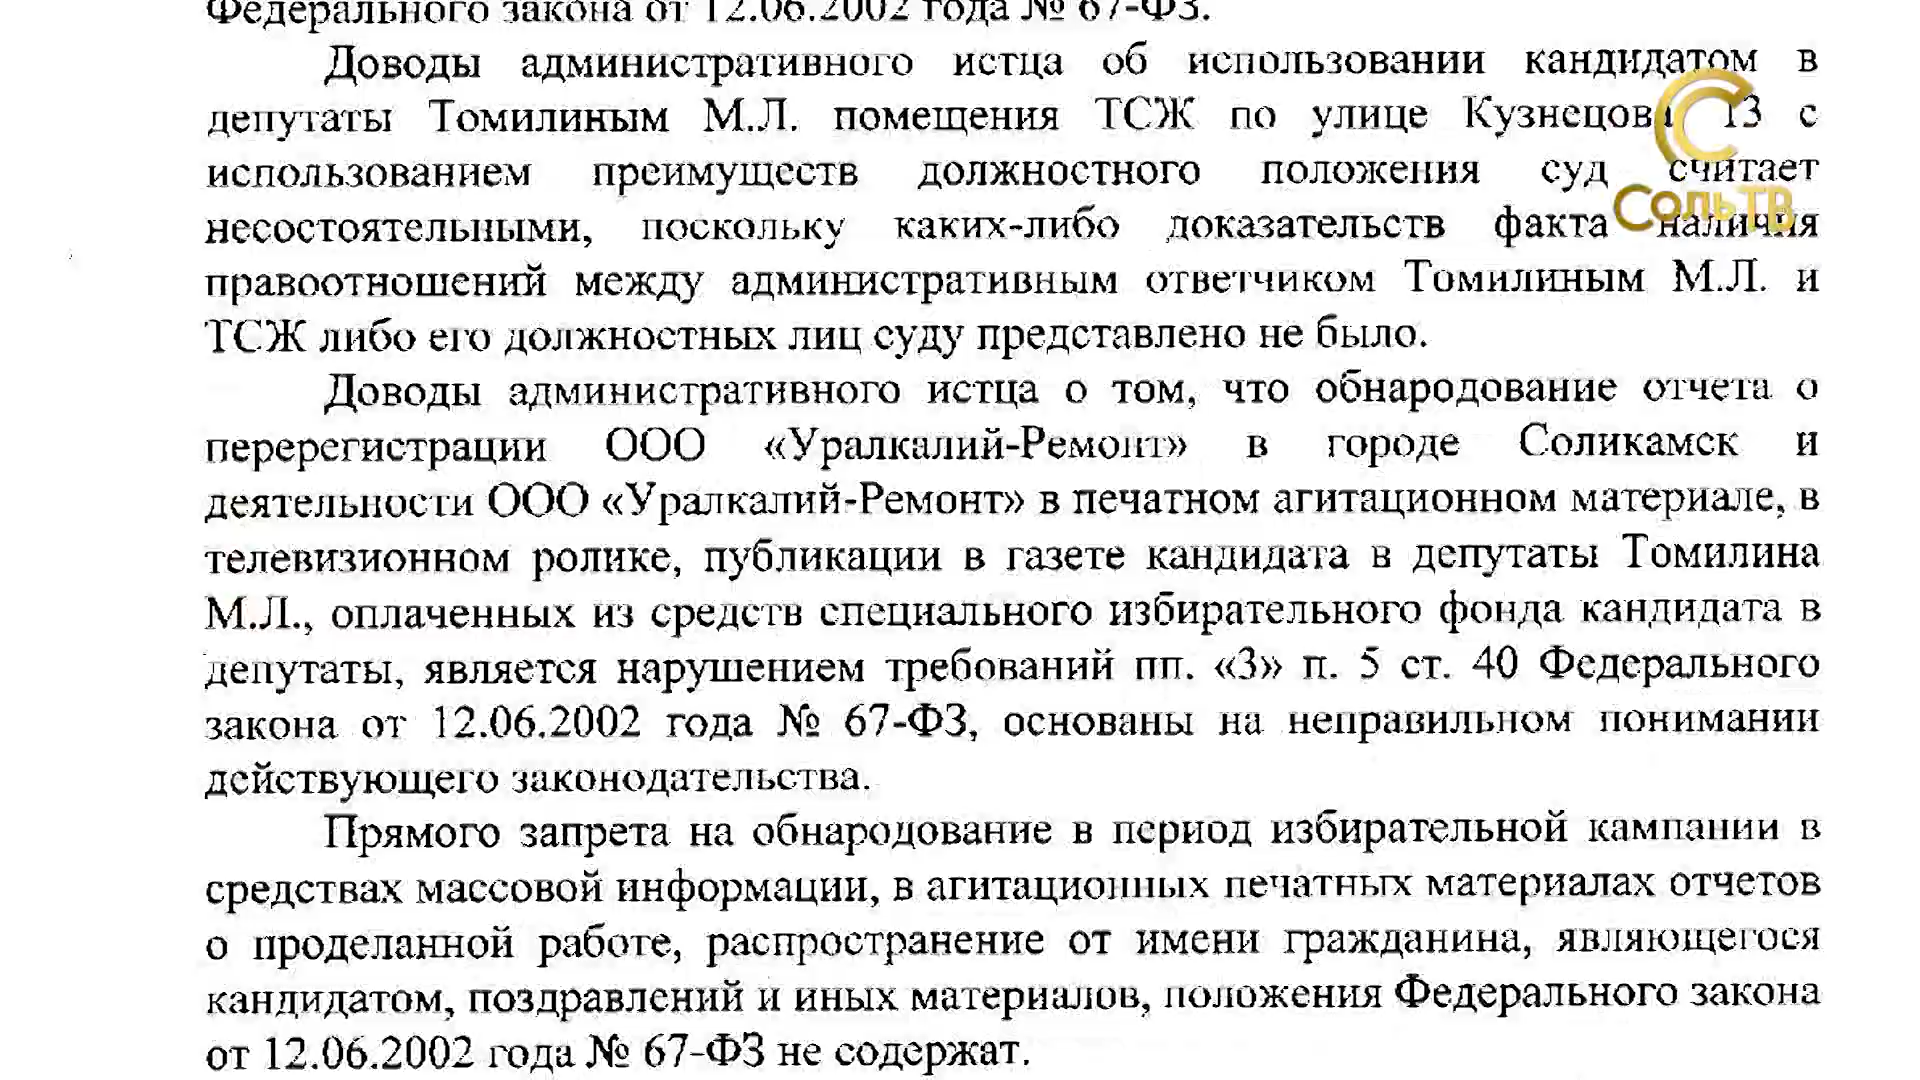 Федерального закона от 12.06.2002 года № 67-ФЗ.
Доводы административного истца об использовании кандидатом в
депутаты Томилиным М.Л. помещения ТСЖ по улице Кузнецова 13 с
использованием преимуществ должностного положения суд считает
несостоятельными, поскольку каких-либо доказательств факта наличия
правоотношений между административным ответчиком Томилиным М.Л. и
ТСЖ либо его должностных лиц суду представлено не было.
Доводы административного истца о том, что обнародование отчета о
перерегистрации ООО «Уралкалий-Ремонт» в городе Соликамск и
деятельности ООО «Уралкалий-Ремонт» в печатном агитационном материале, в
телевизионном ролике, публикации в газете кандидата в депутаты Томилина
М.Л., оплаченных из средств специального избирательного фонда кандидата в
депутаты, является нарушением требований пп. «З» п. 5 ст. 40 Федерального
закона от 12.06.2002 года № 67-ФЗ, основаны на неправильном понимании
действующего законодательства.
Прямого запрета на обнародование в период избирательной кампании в
средствах массовой информации, в агитационных печатных материалах отчетов
о проделанной работе, распространение от имени гражданина, являющегося
кандидатом, поздравлений и иных материалов, положения Федерального закона
от 12.06.2002 года № 67-ФЗ не содержат.
СольТВ